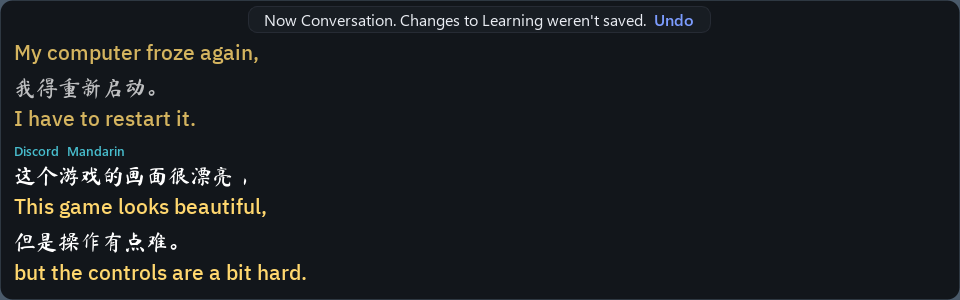 Now Conversation. Changes to Learning weren't saved. Undo
My computer froze again,
我得重新启动。
I have to restart it.
Discord Mandarin
这个游戏的画面很漂亮，
This game looks beautiful,
但是操作有点难。
but the controls are a bit hard.